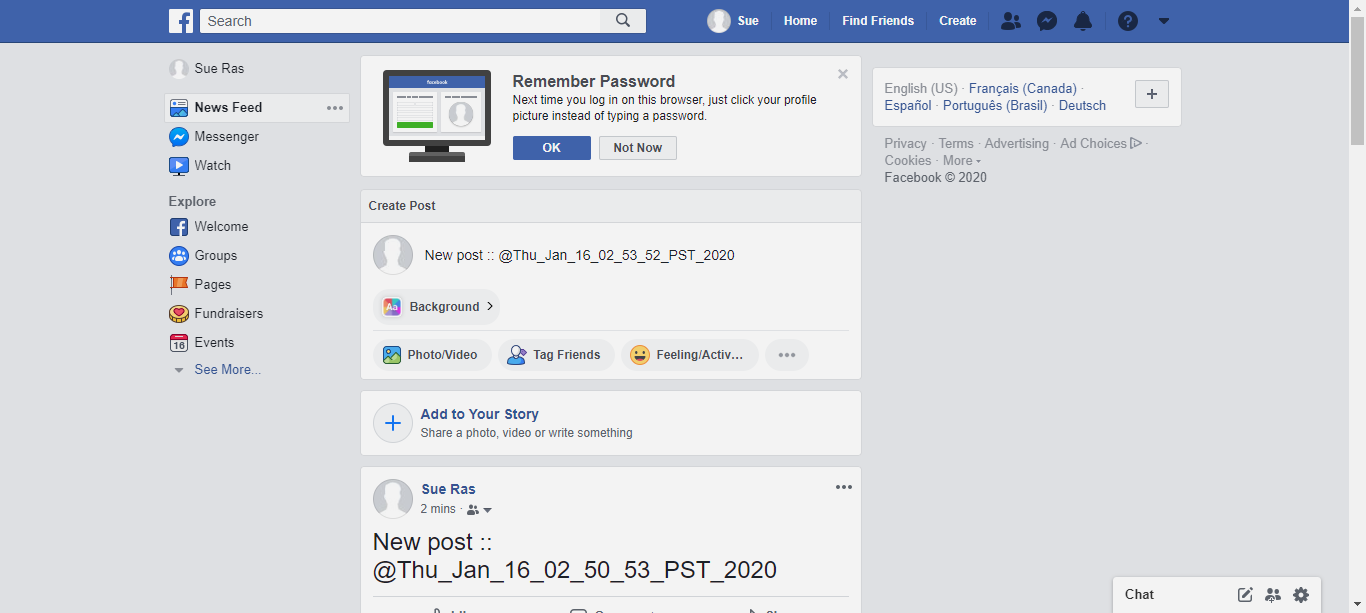 Search
Sue
Home
Find Friends
Create
Sue Ras
News Feed
Messenger
Watch
Explore
Welcome
Groups
Pages
Fundraisers
16
Events
See More...
facebook
Remember Password
Next time you log in on this browser, just click your profile
picture instead of typing a password.
OK
Not Now
Create Post
New post :: @Thu_Jan_16_02_53_52_PST_2020
Aa
Background
Photo/Video
Tag Friends
Feeling/Activ...
Add to Your Story
Share a photo, video or write something
Sue Ras
2 mins ·
New post ::
@Thu_Jan_16_02_50_53_PST_2020
English (US) · Français (Canada) ·
Español · Português (Brasil) · Deutsch
Privacy · Terms · Advertising · Ad Choices ·
Cookies · More
Facebook © 2020
Chat